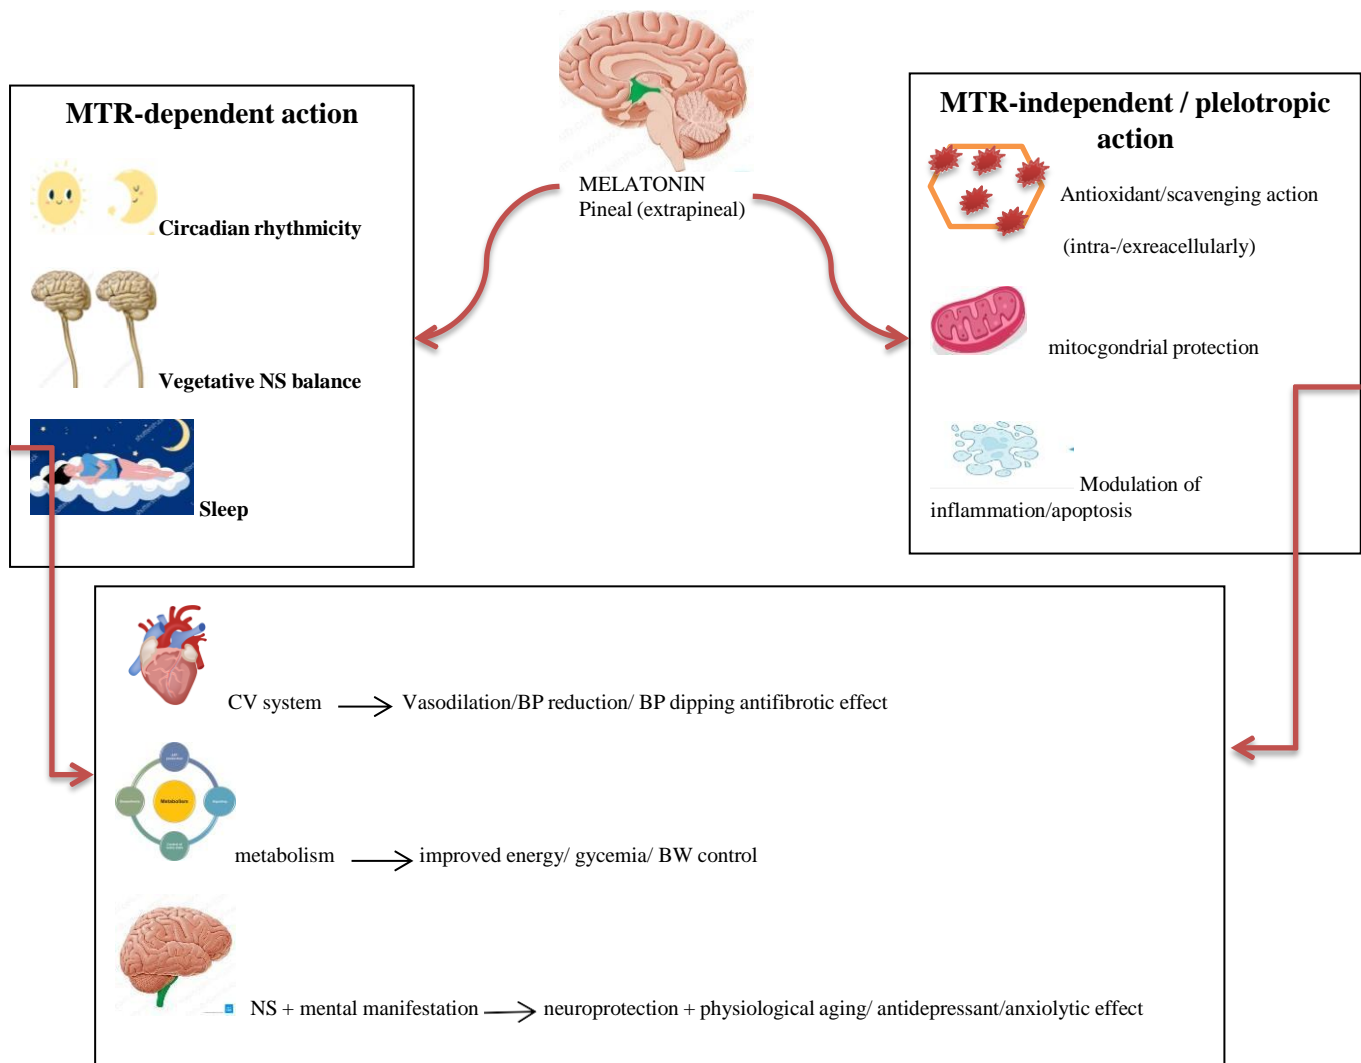 MTR-dependent action
Circadian rhythmicity
Vegetative NS balance
Sleep
MELATONIN
Pineal (extrapineal)
MTR-independent / plelotropic
action
Antioxidant/scavenging action
(intra-/exreacellularly)
mitocgondrial protection
Modulation of
inflammation/apoptosis
CV system
Vasodilation/BP reduction/ BP dipping antifibrotic effect
Metabolism
metabolism
improved energy/ gycemia/ BW control
NS + mental manifestation
neuroprotection + physiological aging/ antidepressant/anxiolytic effect